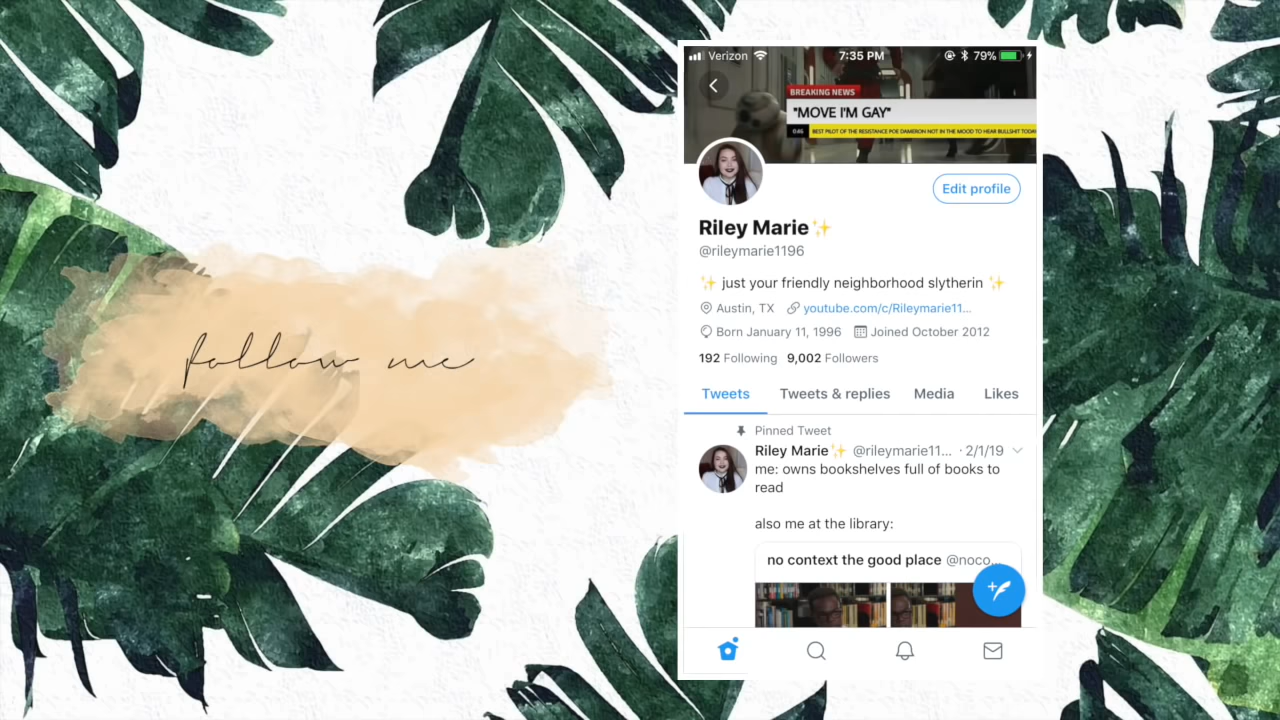 follow me
Verizon 7:35 PM 79%
BREAKING NEWS
"MOVE I'M GAY"
0:46 BEST PILOT OF THE RESISTANCE POE DAMERON NOT IN THE MOOD TO HEAR BULLSHIT TODAY
Edit profile
Riley Marie✨
@rileymarie1196
✨ just your friendly neighborhood slytherin ✨
Austin, TX youtube.com/c/Rileymarie11...
Born January 11, 1996 Joined October 2012
192 Following 9,002 Followers
Tweets Tweets & replies Media Likes
Pinned Tweet
Riley Marie✨ @rileymarie11... · 2/1/19
me: owns bookshelves full of books to
read
also me at the library:
no context the good place @noco...